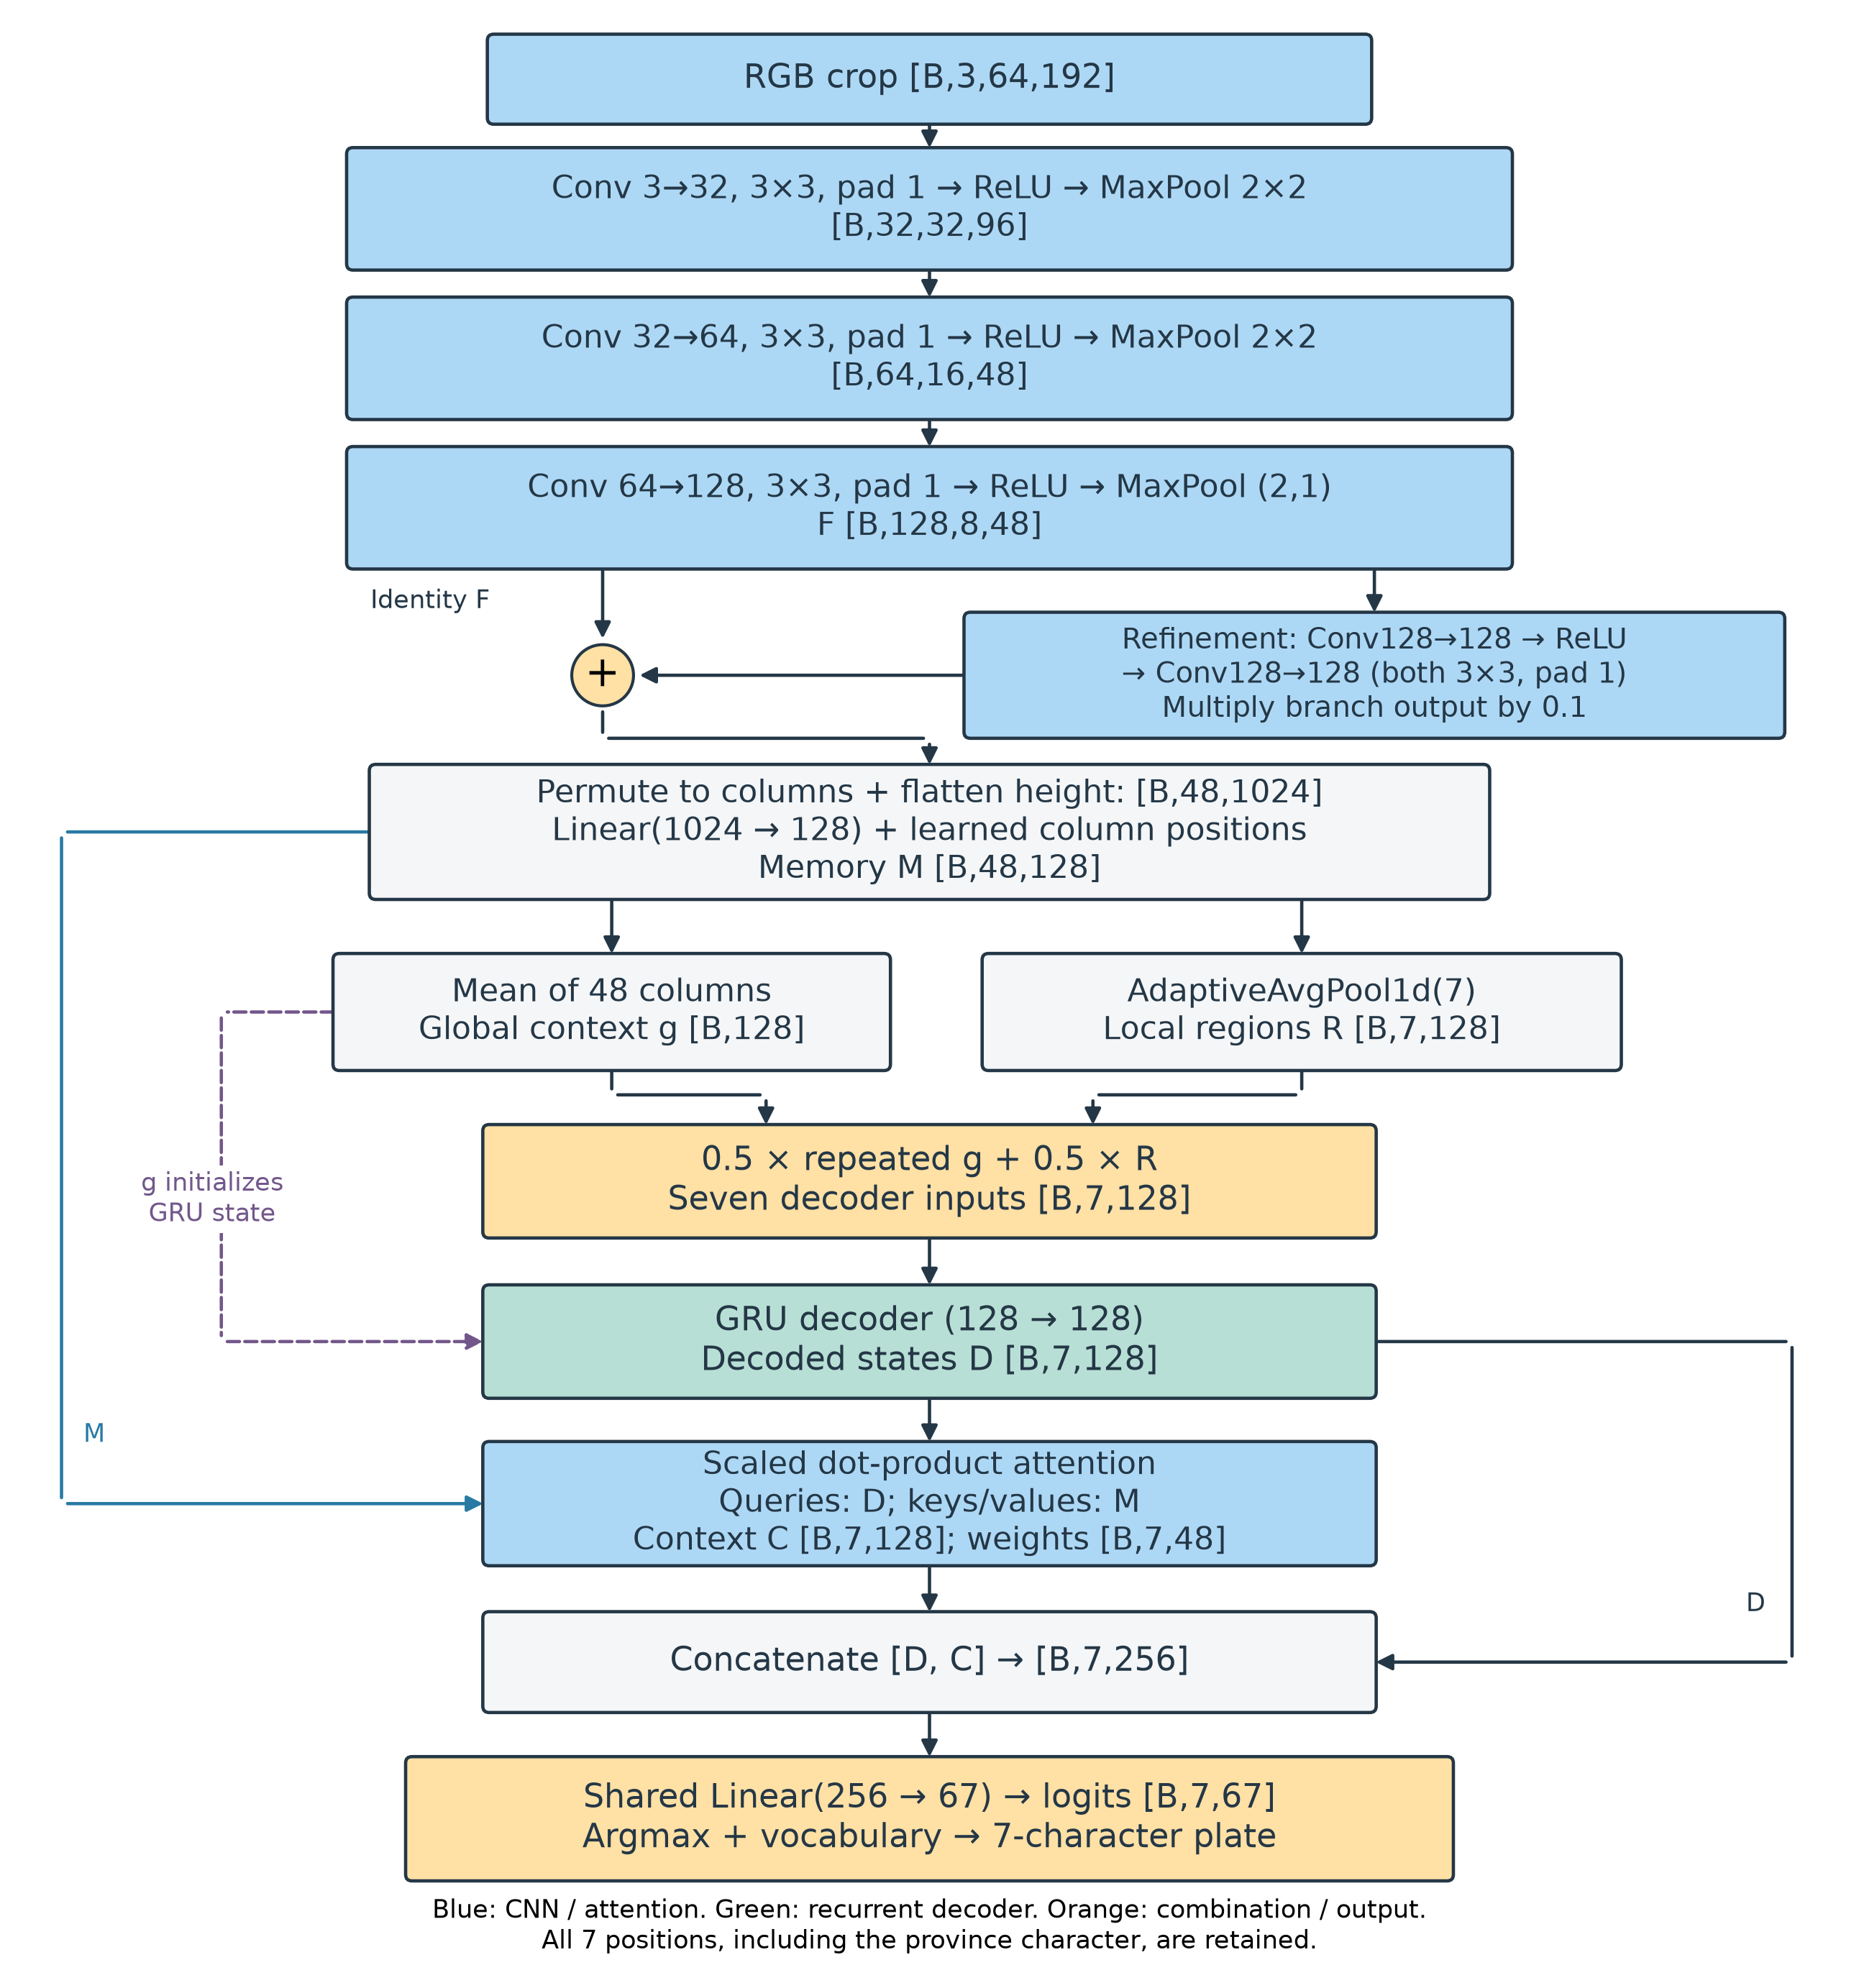 RGB crop [B,3,64,192]
Conv 3→32, 3×3, pad 1 → ReLU → MaxPool 2×2
[B,32,32,96]
Conv 32→64, 3×3, pad 1 → ReLU → MaxPool 2×2
[B,64,16,48]
Conv 64→128, 3×3, pad 1 → ReLU → MaxPool (2,1)
F [B,128,8,48]
Identity F
+
Refinement: Conv128→128 → ReLU
→ Conv128→128 (both 3×3, pad 1)
Multiply branch output by 0.1
Permute to columns + flatten height: [B,48,1024]
Linear(1024 → 128) + learned column positions
Memory M [B,48,128]
Mean of 48 columns
Global context g [B,128]
AdaptiveAvgPool1d(7)
Local regions R [B,7,128]
0.5 × repeated g + 0.5 × R
Seven decoder inputs [B,7,128]
g initializes
GRU state
GRU decoder (128 → 128)
Decoded states D [B,7,128]
M
Scaled dot-product attention
Queries: D; keys/values: M
Context C [B,7,128]; weights [B,7,48]
D
Concatenate [D, C] → [B,7,256]
Shared Linear(256 → 67) → logits [B,7,67]
Argmax + vocabulary → 7-character plate
Blue: CNN / attention. Green: recurrent decoder. Orange: combination / output.
All 7 positions, including the province character, are retained.